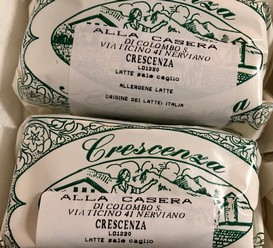 Crescenza
ALLA CASERA
DI COLOMBO S.
VIA TICINO 41 NERVIANO
CRESCENZA
L01220
LATTE sale caglio
ALLERGENE LATTE
ORIGINE DEL LATTE: ITALIA
Crescenza
ALLA CASERA
DI COLOMBO S.
VIA TICINO 41 NERVIANO
CRESCENZA
L01220
LATTE sale caglio